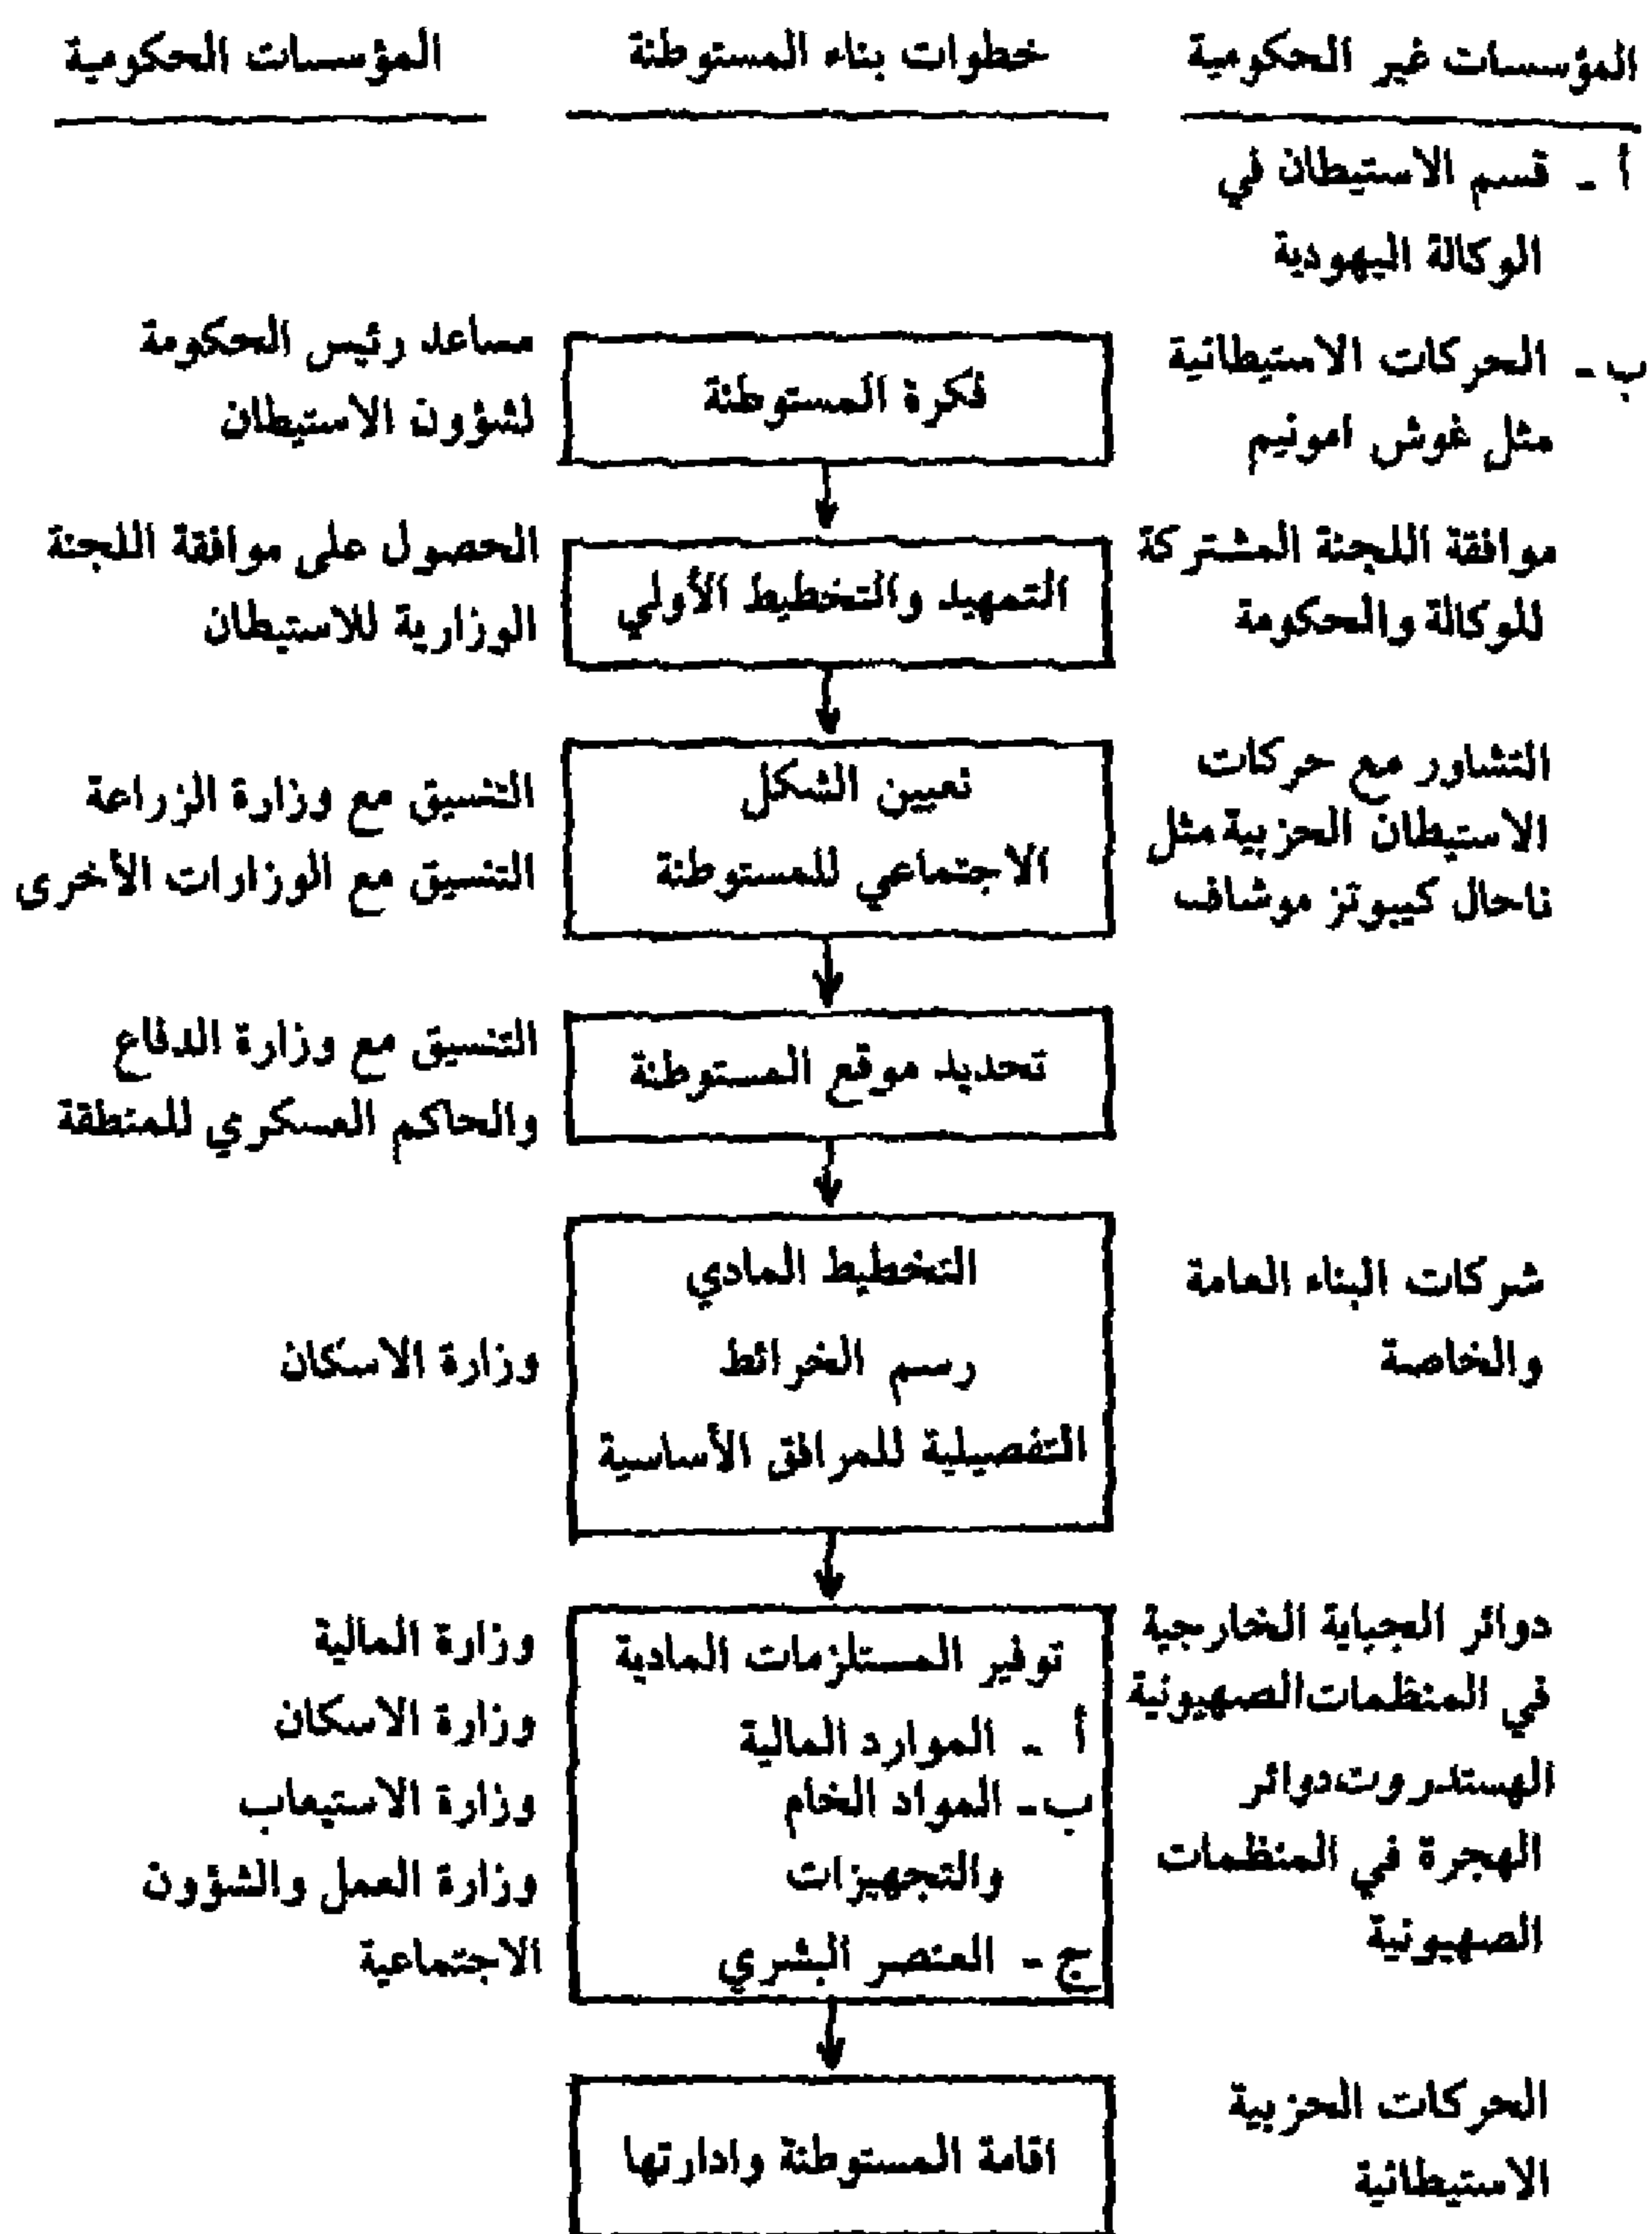 المؤسسات غير الحكومية
خطوات بناء المستوطنة
المؤسسات الحكومية
أ - قسم الاستيطان في
الوكالة اليهودية
ب - الحركات الاستيطانية
مثل غوش امونيم
فكرة المستوطنة
مساعد رئيس الحكومة
لشؤون الاستيطان
موافقة اللجنة المشتركة
للوكالة والحكومة
التمهيد والتخطيط الأولي
الحصول على موافقة اللجنة
الوزارية للاستيطان
التشاور مع حركات
الاستيطان الحزبية مثل
ناحال كيبوتز موشاف
تعيين الشكل
الاجتماعي للمستوطنة
التنسيق مع وزارة الزراعة
التنسيق مع الوزارات الأخرى
تحديد موقع المستوطنة
التنسيق مع وزارة الدفاع
والحاكم العسكري للمنطقة
شركات البناء العامة
والخاصة
التخطيط المادي
رسم الخرائط
التفصيلية للمرافق الأساسية
وزارة الاسكان
دوائر الجباية الخارجية
في المنظمات الصهيونية
الهستدروت دوائر
الهجرة في المنظمات
الصهيونية
توفير المستلزمات المادية
أ - الموارد المالية
ب - المواد الخام
والتجهيزات
ج - العنصر البشري
وزارة المالية
وزارة الاسكان
وزارة الاستيعاب
وزارة العمل والشؤون
الاجتماعية
الحركات الحزبية
الاستيطانية
اقامة المستوطنة وادارتها